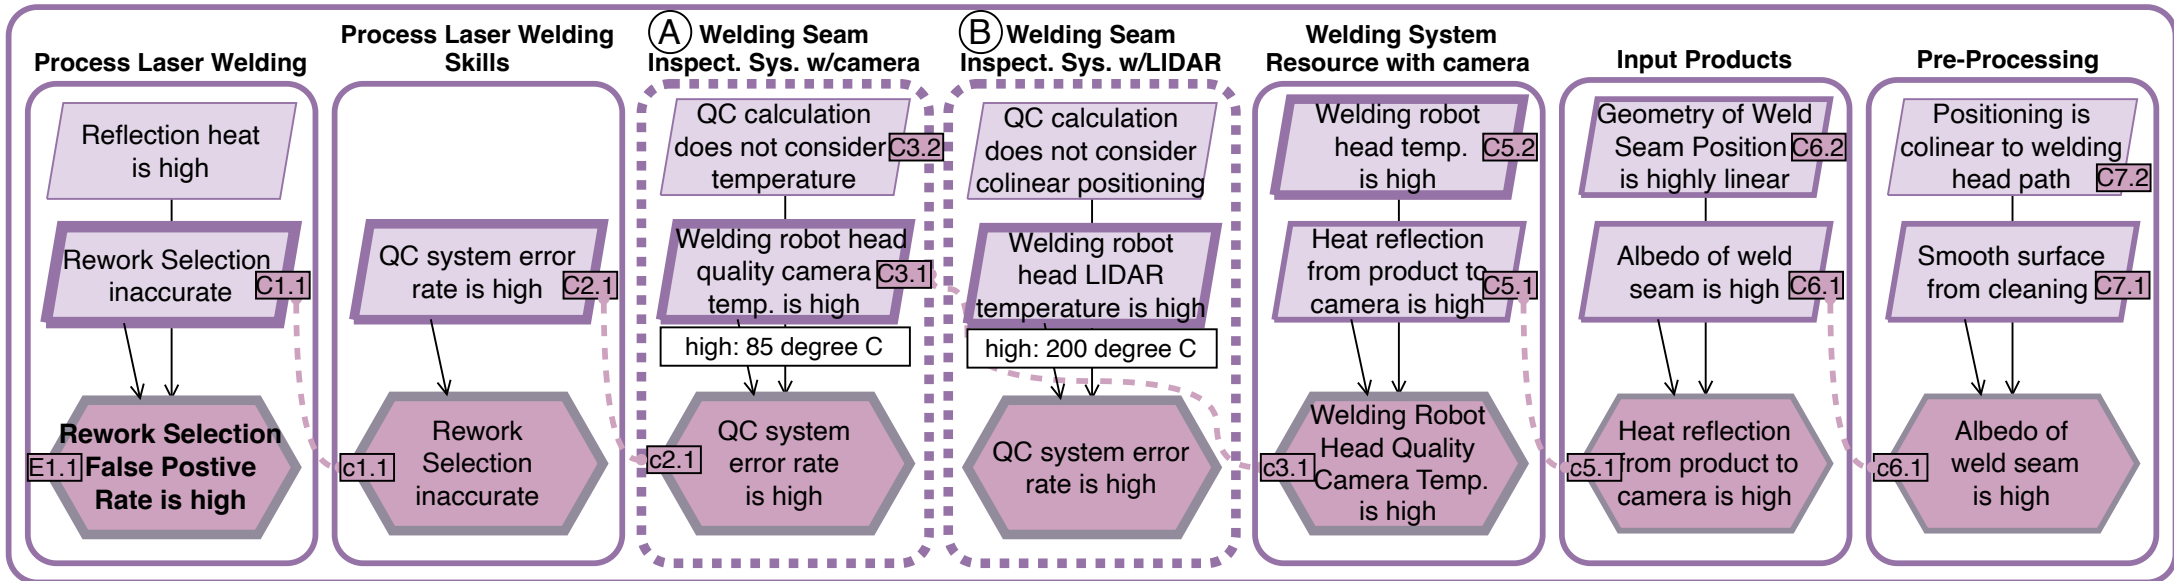 Process Laser Welding
Reflection heat
is high
Rework Selection
inaccurate
C1.1
Rework Selection
False Postive
Rate is high
E1.1
Process Laser Welding
Skills
QC system error
rate is high
C2.1
Rework
Selection
inaccurate
c1.1
A
Welding Seam
Inspect. Sys. w/camera
QC calculation
does not consider
temperature
C3.2
Welding robot head
quality camera
temp. is high
C3.1
high: 85 degree C
QC system
error rate
is high
c2.1
B
Welding Seam
Inspect. Sys. w/LIDAR
QC calculation
does not consider
colinear positioning
Welding robot
head LIDAR
temperature is high
high: 200 degree C
QC system error
rate is high
Welding System
Resource with camera
Welding robot
head temp.
is high
C5.2
Heat reflection
from product to
camera is high
C5.1
Welding Robot
Head Quality
Camera Temp.
is high
c3.1
Input Products
Geometry of Weld
Seam Position
is highly linear
C6.2
Albedo of weld
seam is high
C6.1
Heat reflection
from product to
camera is high
c5.1
Pre-Processing
Positioning is
colinear to welding
head path
C7.2
Smooth surface
from cleaning
C7.1
Albedo of
weld seam
is high
c6.1